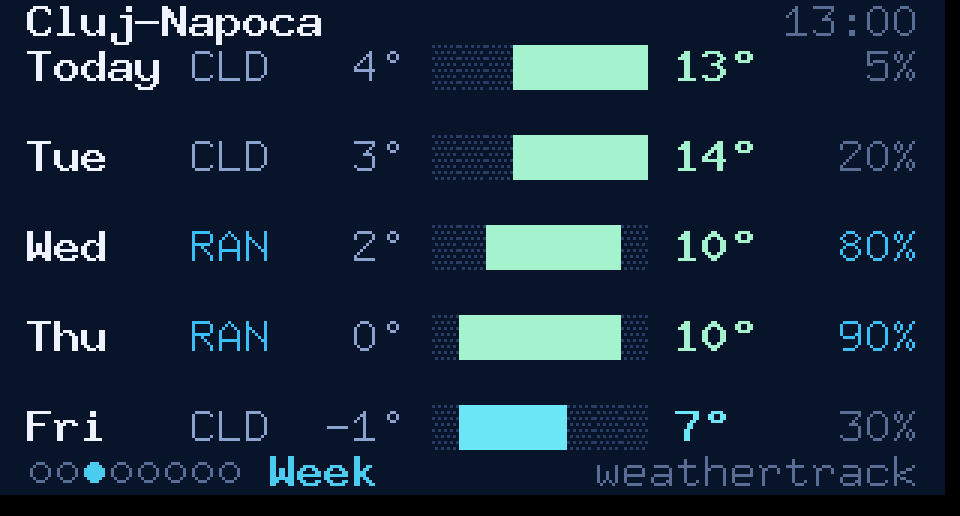 Cluj-Napoca 13:00
Today CLD 4° 13° 5%
Tue CLD 3° 14° 20%
Wed RAN 2° 10° 80%
Thu RAN 0° 10° 90%
Fri CLD -1° 7° 30%
Week weathertrack